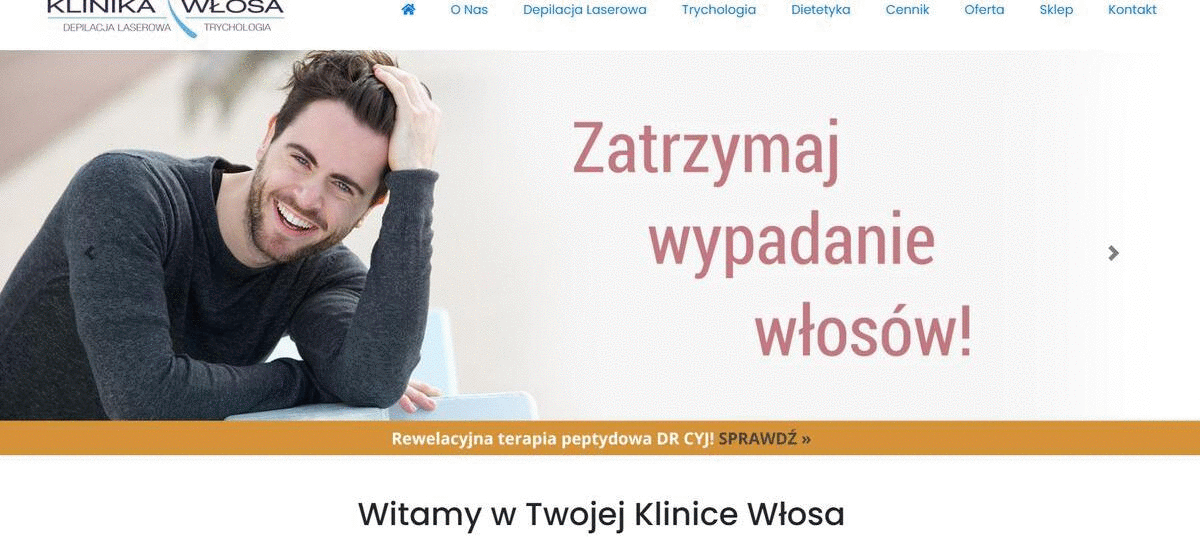 KLINIKA WŁOSA
DEPILACJA LASEROWA TRYCHOLOGIA
O Nas Depilacja Laserowa Trychologia Dietetyka Cennik Oferta Sklep Kontakt
Zatrzymaj
wypadanie
włosów!
Rewelacyjna terapia peptydowa DR CYJ! SPRAWDŹ »
Witamy w Twojej Klinice Włosa